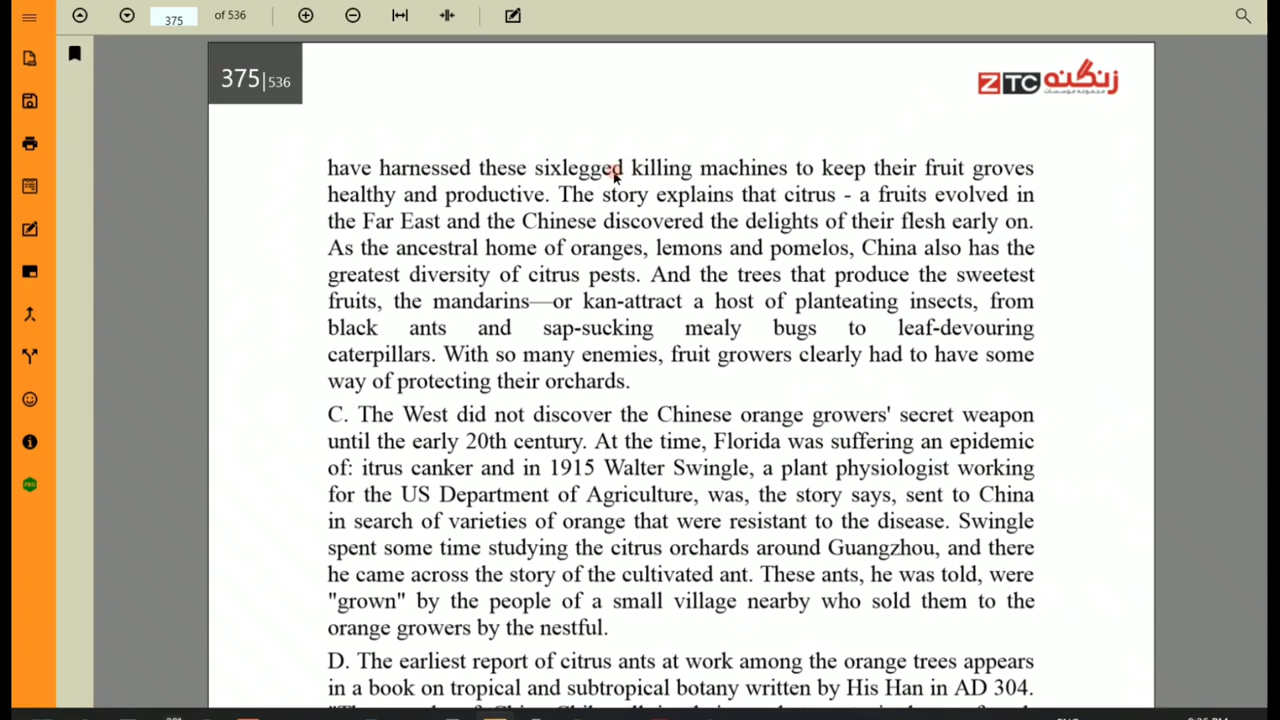 375 of 536
375|536
ZTC زنگنه
have harnessed these sixlegged killing machines to keep their fruit groves
healthy and productive. The story explains that citrus - a fruits evolved in
the Far East and the Chinese discovered the delights of their flesh early on.
As the ancestral home of oranges, lemons and pomelos, China also has the
greatest diversity of citrus pests. And the trees that produce the sweetest
fruits, the mandarins—or kan-attract a host of planteating insects, from
black ants and sap-sucking mealy bugs to leaf-devouring
caterpillars. With so many enemies, fruit growers clearly had to have some
way of protecting their orchards.
C. The West did not discover the Chinese orange growers' secret weapon
until the early 20th century. At the time, Florida was suffering an epidemic
of: itrus canker and in 1915 Walter Swingle, a plant physiologist working
for the US Department of Agriculture, was, the story says, sent to China
in search of varieties of orange that were resistant to the disease. Swingle
spent some time studying the citrus orchards around Guangzhou, and there
he came across the story of the cultivated ant. These ants, he was told, were
"grown" by the people of a small village nearby who sold them to the
orange growers by the nestful.
D. The earliest report of citrus ants at work among the orange trees appears
in a book on tropical and subtropical botany written by His Han in AD 304.